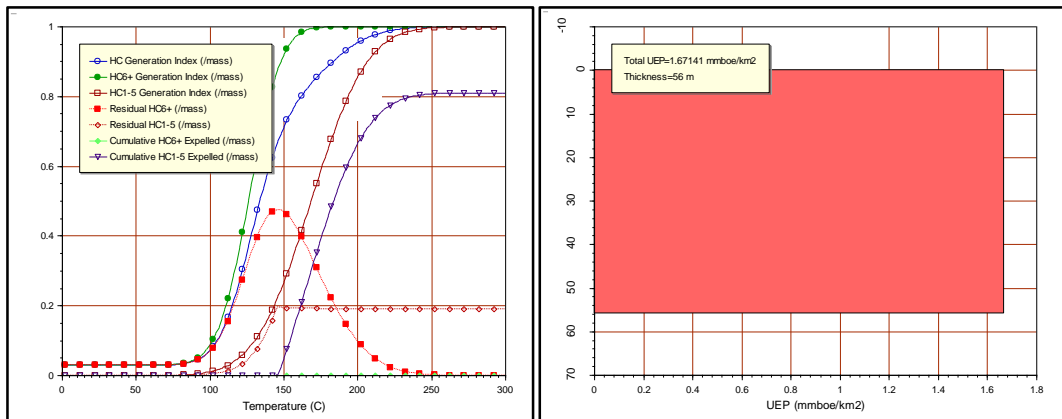 1
0.8
0.6
0.4
0.2
0
0
50
100
150
200
250
300
Temperature (C)
HC Generation Index (/mass)
HC6+ Generation Index (/mass)
HC1-5 Generation Index (/mass)
Residual HC6+ (/mass)
Residual HC1-5 (/mass)
Cumulative HC6+ Expelled (/mass)
Cumulative HC1-5 Expelled (/mass)
-10
0
10
20
30
40
50
60
70
0
0.2
0.4
0.6
0.8
1
1.2
1.4
1.6
1.8
UEP (mmboe/km2)
Total UEP=1.67141 mmboe/km2
Thickness=56 m